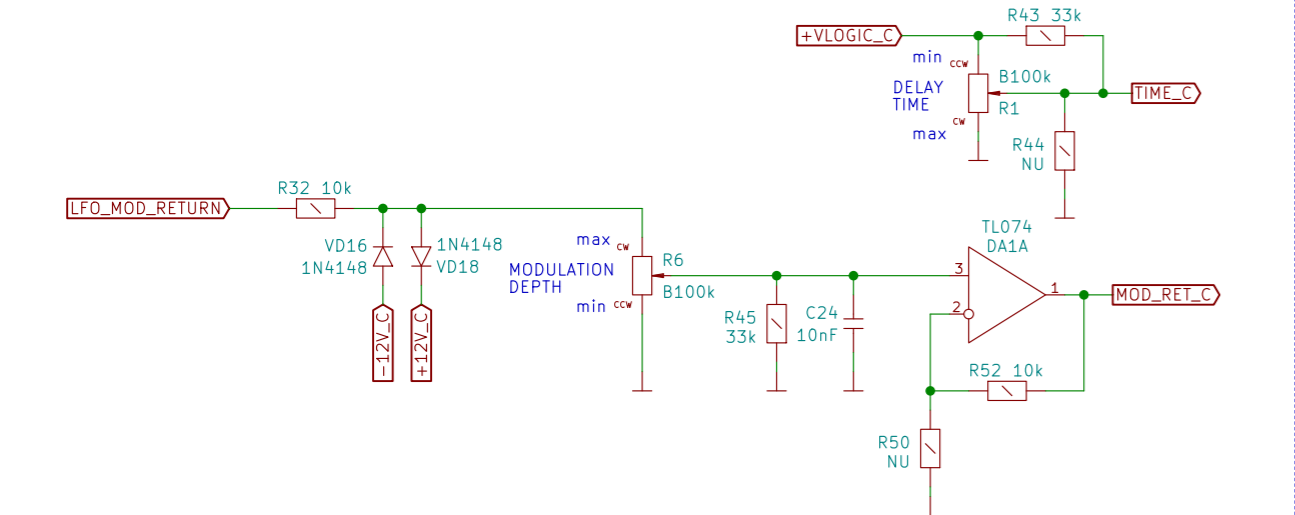 R43 33k
+VLOGIC_C
min
ccw
B100k
DELAY
TIME
TIME_C
R1
cw
max
R44
NU
R32 10k
LFO_MOD_RETURN
TL074
DA1A
max
cw
VD16
1N4148
1N4148
VD18
R6
MODULATION
DEPTH
3
B100k
1
MOD_RET_C
min
ccw
2
R45
33k
C24
10nF
-12V_C
+12V_C
R52 10k
R50
NU